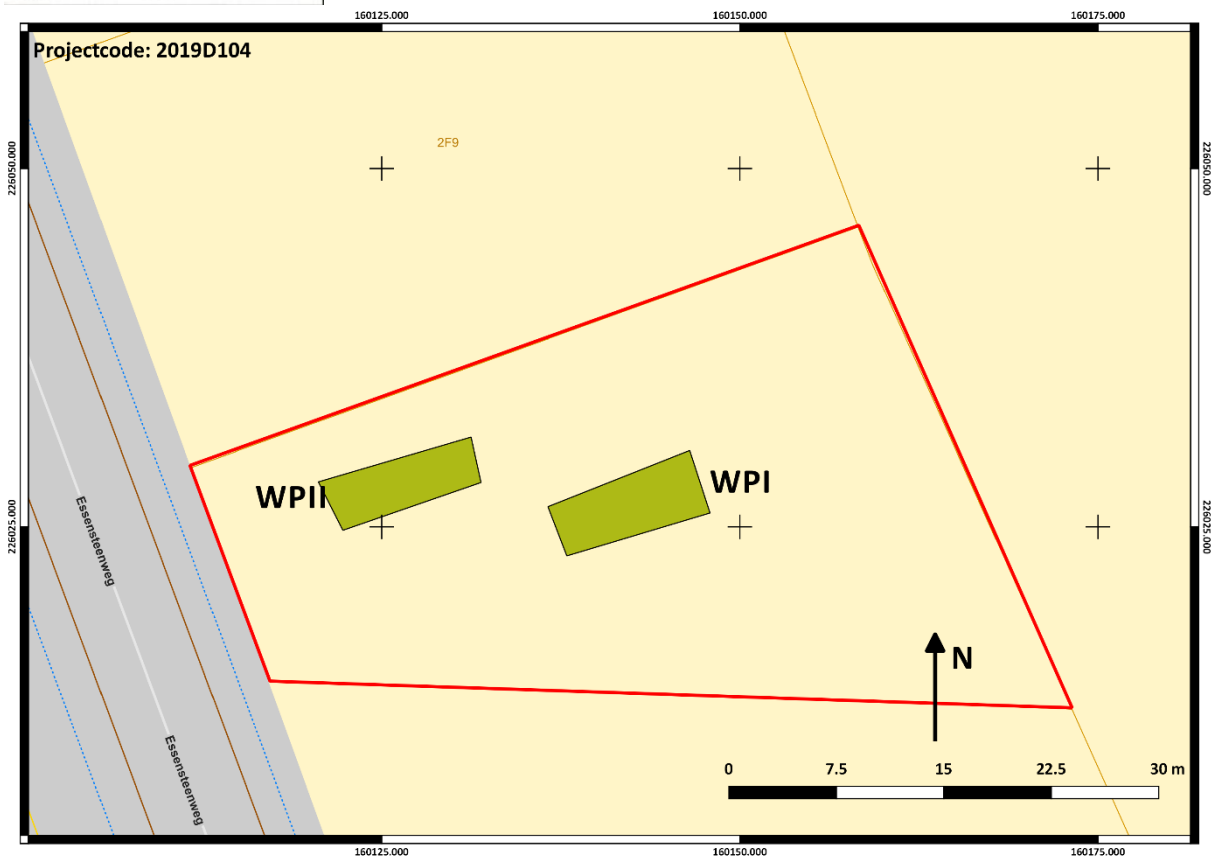 160125.000 160150.000 160175.000
Projectcode: 2019D104
2F9
226050.000 226050.000
WPII WPI
226025.000 226025.000
Essensteenweg
N
Essensteenweg
0 7.5 15 22.5 30 m
160125.000 160150.000 160175.000